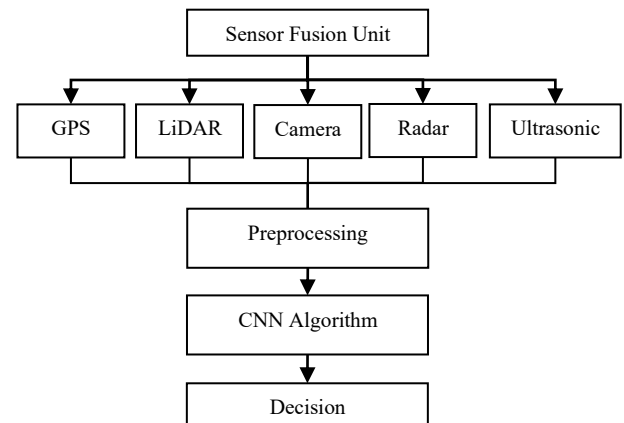 Sensor Fusion Unit
GPS
LiDAR
Camera
Radar
Ultrasonic
Preprocessing
CNN Algorithm
Decision